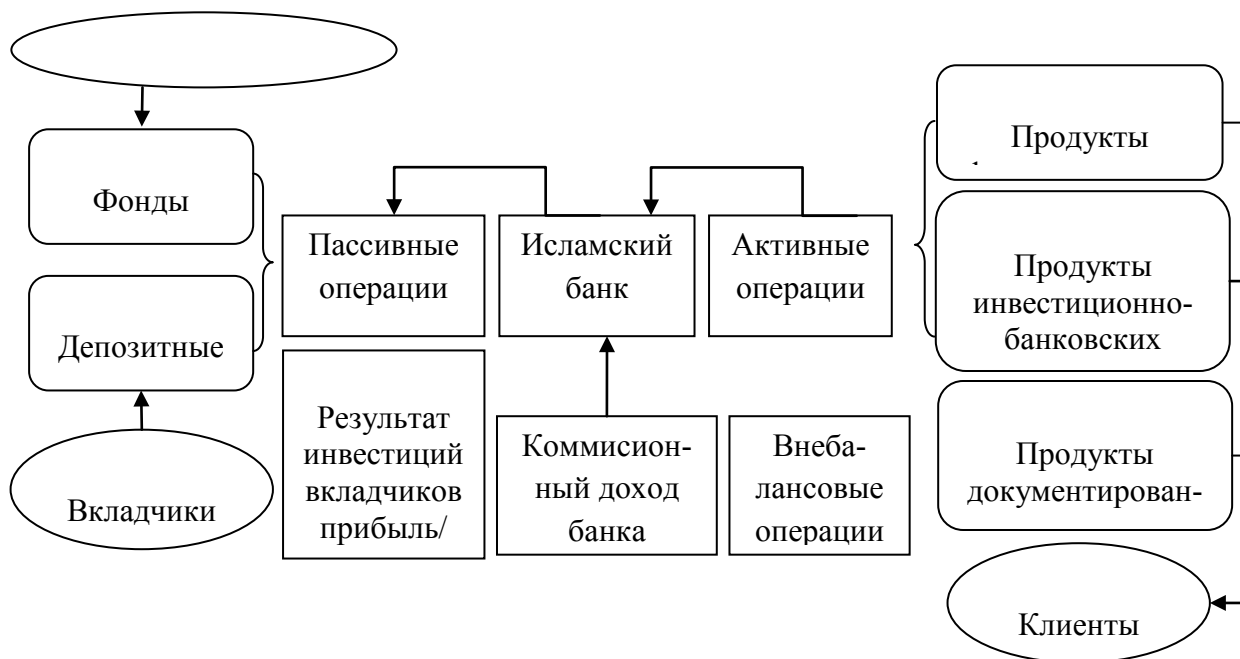 Фонды
Депозитные
Вкладчики
Пассивные
операции
Результат
инвестиций
вкладчиков
прибыль/
Исламский
банк
Коммисион-
ный доход
банка
Активные
операции
Внеба-
лансовые
операции
Продукты
Продукты
инвестиционно-
банковских
Продукты
документирован-
Клиенты